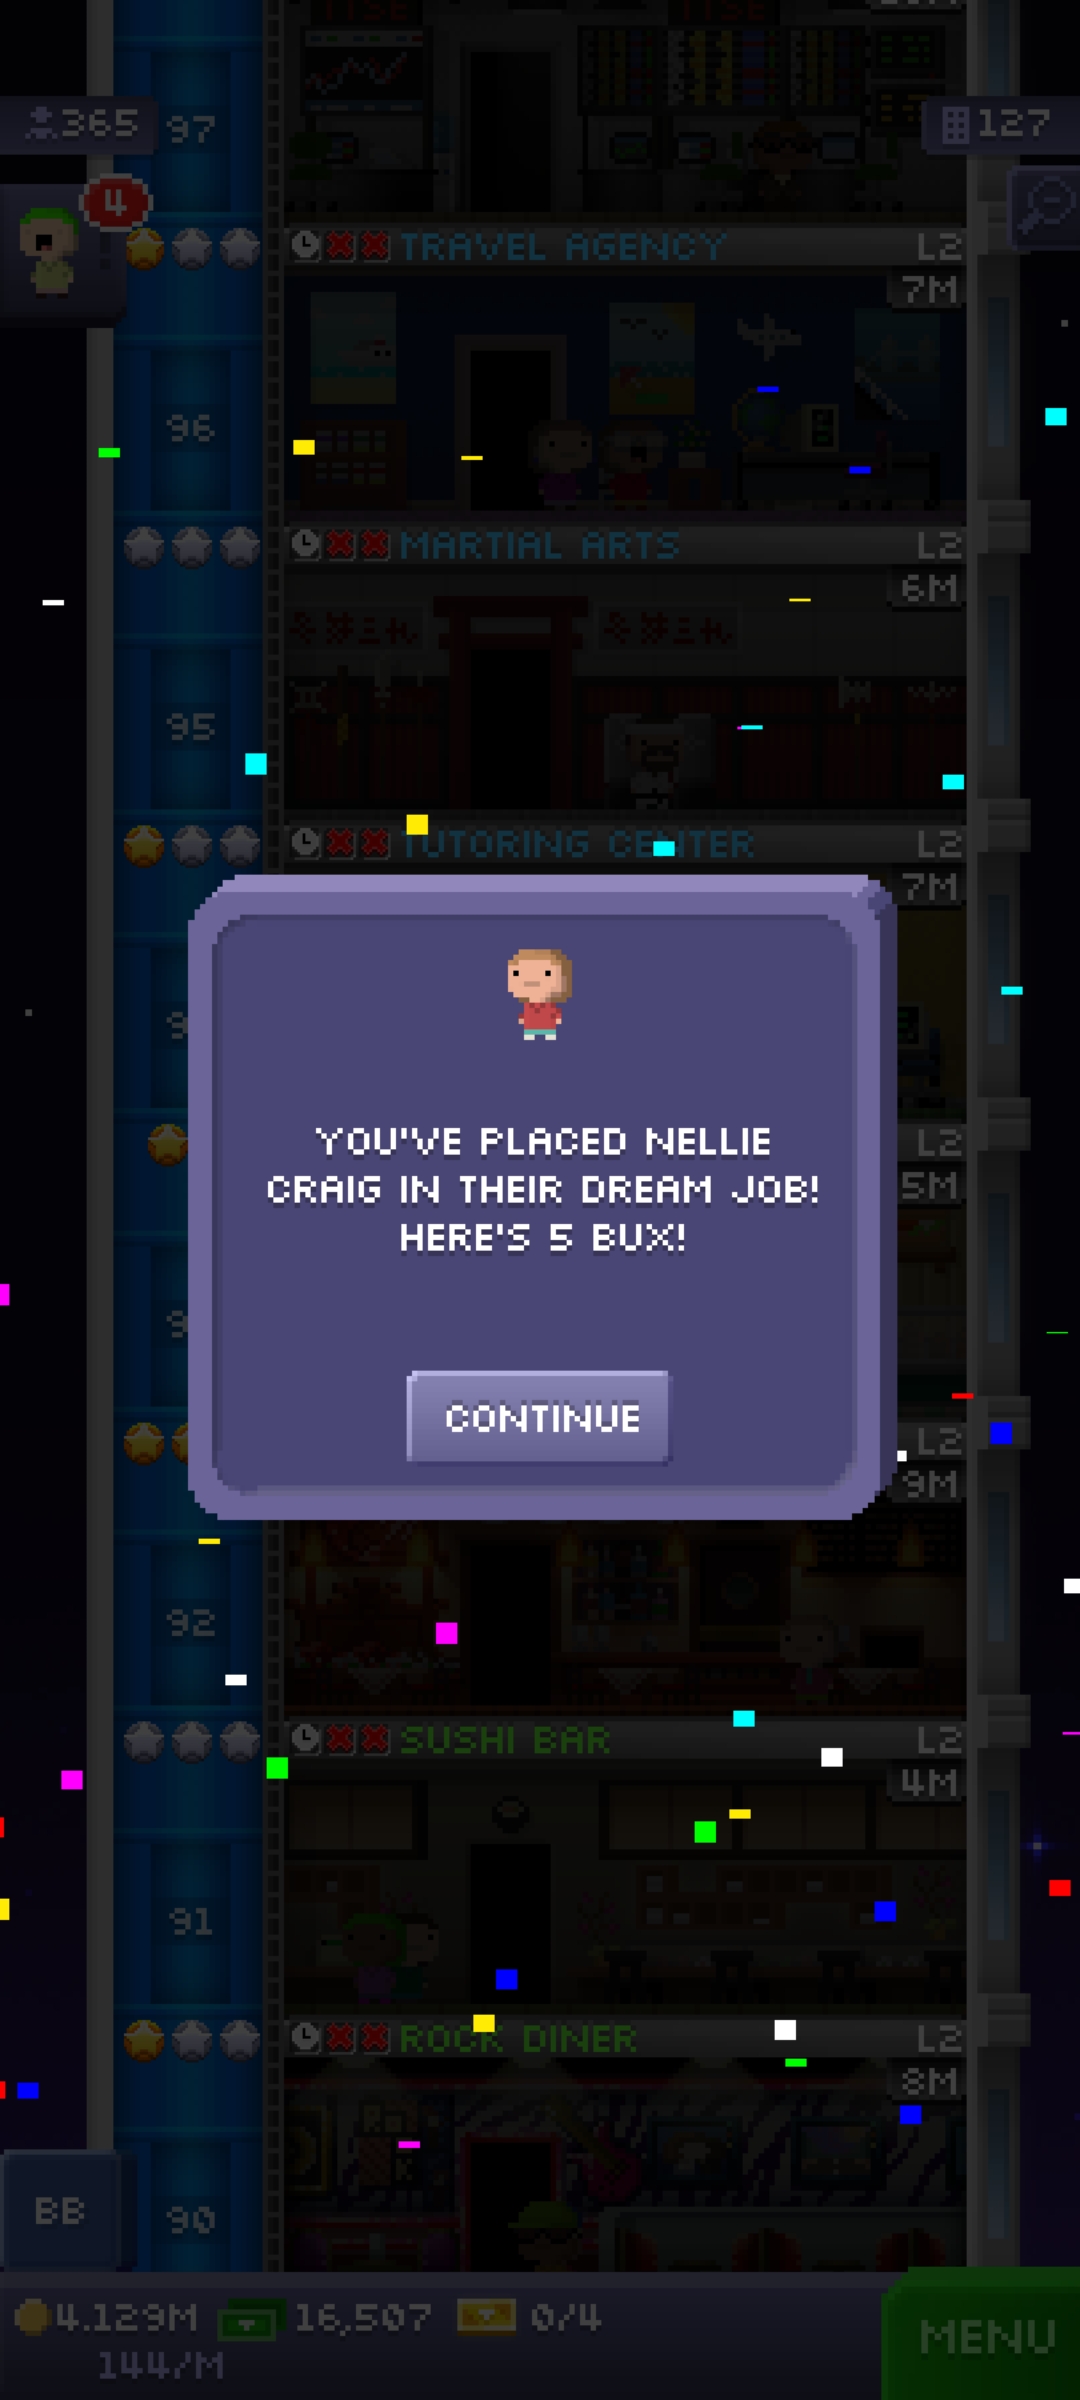 365
97
127
4
TRAVEL AGENCY
L2
7M
96
MARTIAL ARTS
L2
6M
95
TUTORING CENTER
L2
7M
L2
5M
YOU'VE PLACED NELLIE
CRAIG IN THEIR DREAM JOB!
HERE'S 5 BUX!
CONTINUE
L2
9M
92
SUSHI BAR
L2
4M
91
ROCK DINER
L2
8M
BB
90
4.129M
16,507
0/4
MENU
144/M